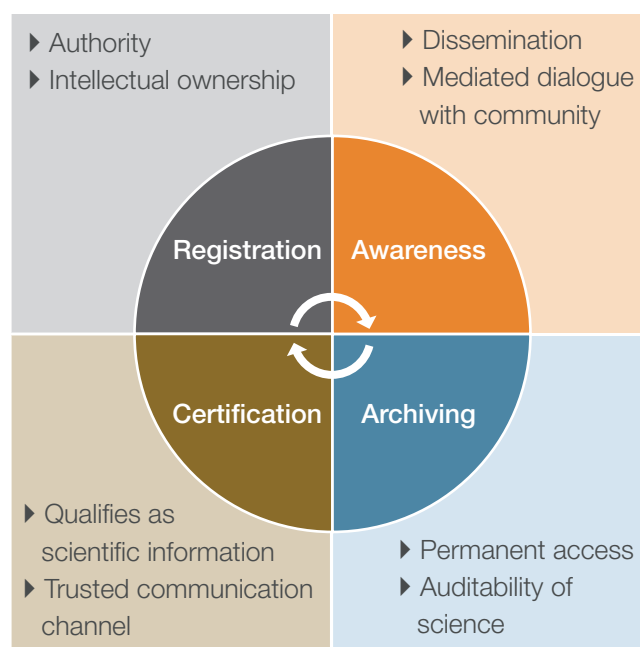 ▸ Authority
▸ Intellectual ownership
▸ Dissemination
▸ Mediated dialogue
with community
Registration
Awareness
Certification
Archiving
▸ Qualifies as
scientific information
▸ Trusted communication
channel
▸ Permanent access
▸ Auditability of
science